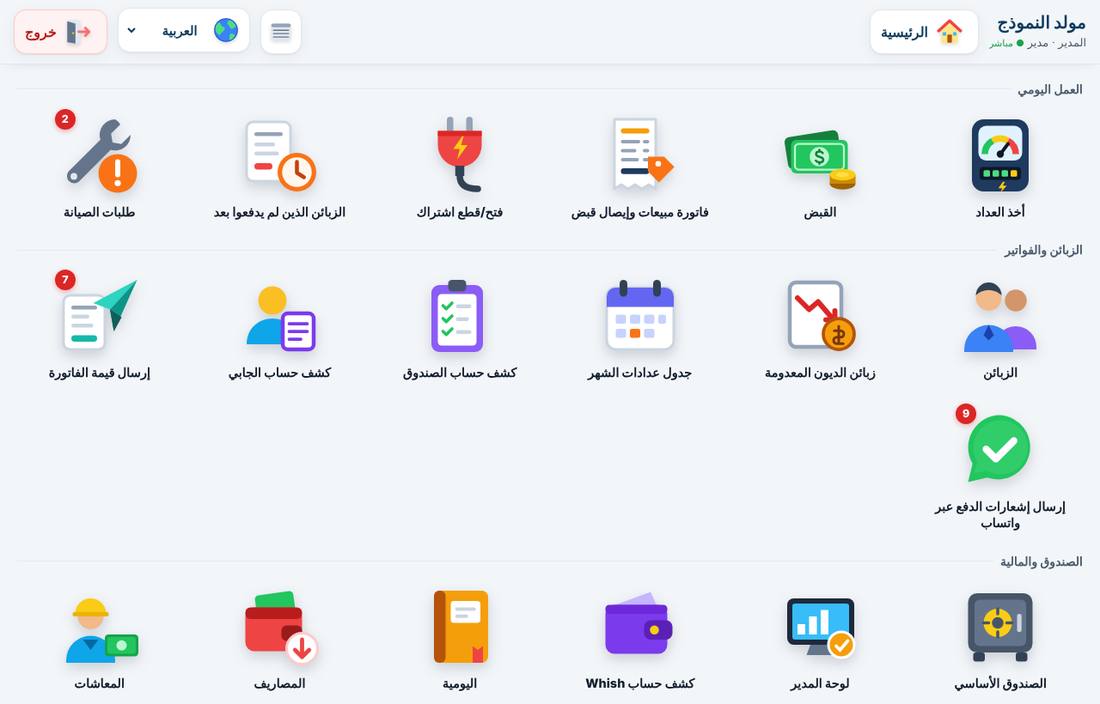 مولد النموذج
المدير · مدير ● مباشر
الرئيسية
العربية
خروج
العمل اليومي
أخذ العداد
القبض
فاتورة مبيعات وإيصال قبض
فتح/قطع اشتراك
الزبائن الذين لم يدفعوا بعد
2
طلبات الصيانة
الزبائن والفواتير
الزبائن
زبائن الديون المعدومة
جدول عدادات الشهر
كشف حساب الصندوق
كشف حساب الجابي
7
إرسال قيمة الفاتورة
9
إرسال إشعارات الدفع عبر
واتساب
الصندوق والمالية
الصندوق الأساسي
لوحة المدير
كشف حساب Whish
اليومية
المصاريف
المعاشات